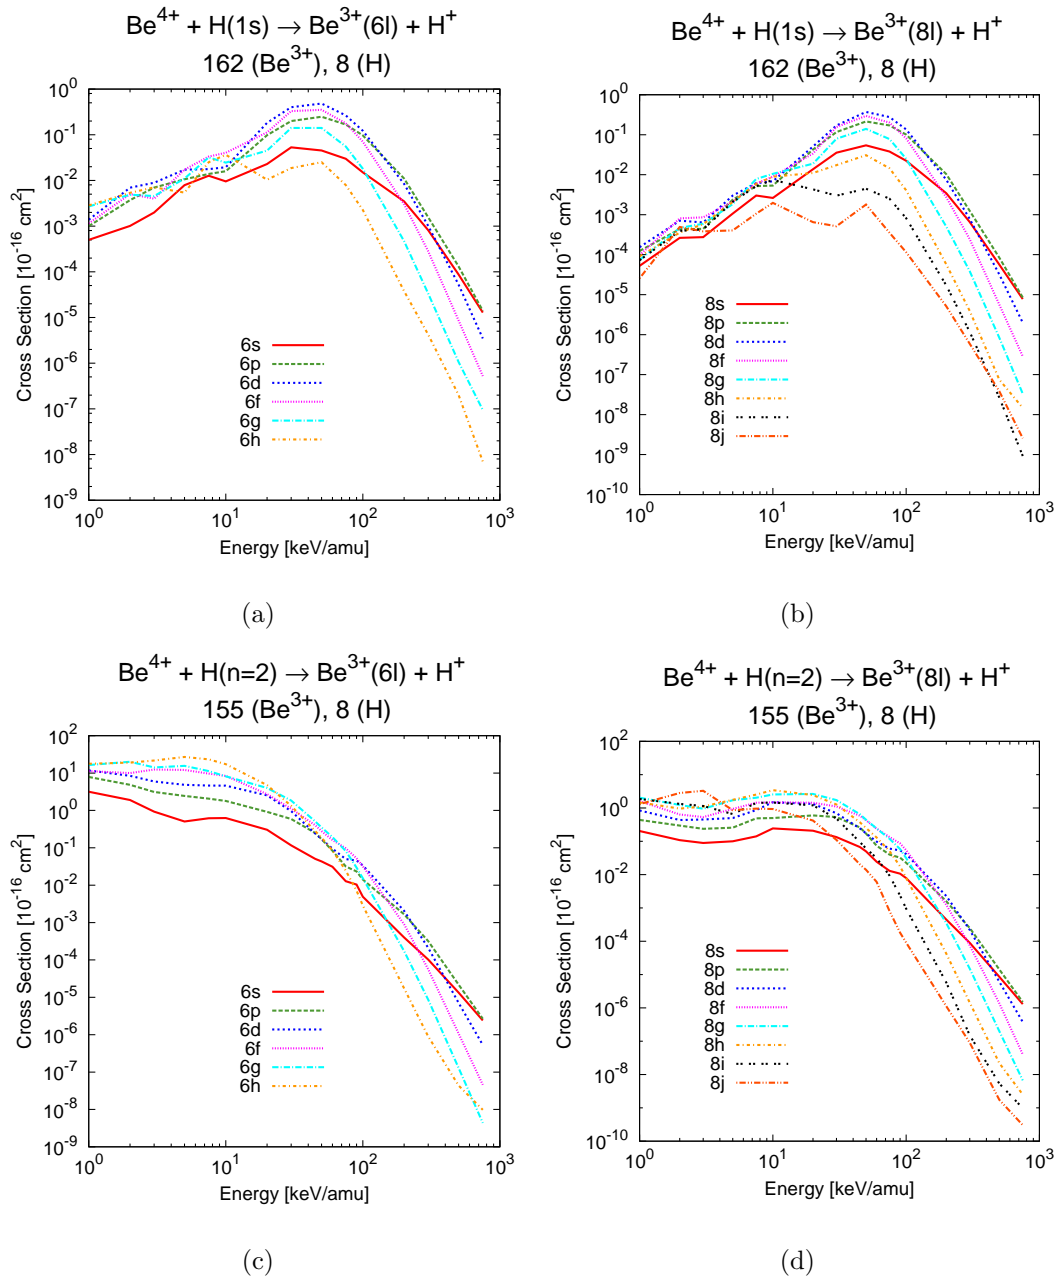 Be⁴⁺ + H(1s) → Be³⁺(6l) + H⁺
162 (Be³⁺), 8 (H)
Cross Section [10⁻¹⁶ cm²]
10⁰
10⁻¹
10⁻²
10⁻³
10⁻⁴
10⁻⁵
10⁻⁶
10⁻⁷
10⁻⁸
10⁻⁹
6s
6p
6d
6f
6g
6h
10⁰ 10¹ 10² 10³
Energy [keV/amu]
(a)
Be⁴⁺ + H(1s) → Be³⁺(8l) + H⁺
162 (Be³⁺), 8 (H)
Cross Section [10⁻¹⁶ cm²]
10⁰
10⁻¹
10⁻²
10⁻³
10⁻⁴
10⁻⁵
10⁻⁶
10⁻⁷
10⁻⁸
10⁻⁹
10⁻¹⁰
8s
8p
8d
8f
8g
8h
8i
8j
10⁰ 10¹ 10² 10³
Energy [keV/amu]
(b)
Be⁴⁺ + H(n=2) → Be³⁺(6l) + H⁺
155 (Be³⁺), 8 (H)
Cross Section [10⁻¹⁶ cm²]
10²
10¹
10⁰
10⁻¹
10⁻²
10⁻³
10⁻⁴
10⁻⁵
10⁻⁶
10⁻⁷
10⁻⁸
10⁻⁹
6s
6p
6d
6f
6g
6h
10⁰ 10¹ 10² 10³
Energy [keV/amu]
(c)
Be⁴⁺ + H(n=2) → Be³⁺(8l) + H⁺
155 (Be³⁺), 8 (H)
Cross Section [10⁻¹⁶ cm²]
10²
10⁰
10⁻²
10⁻⁴
10⁻⁶
10⁻⁸
10⁻¹⁰
8s
8p
8d
8f
8g
8h
8i
8j
10⁰ 10¹ 10² 10³
Energy [keV/amu]
(d)